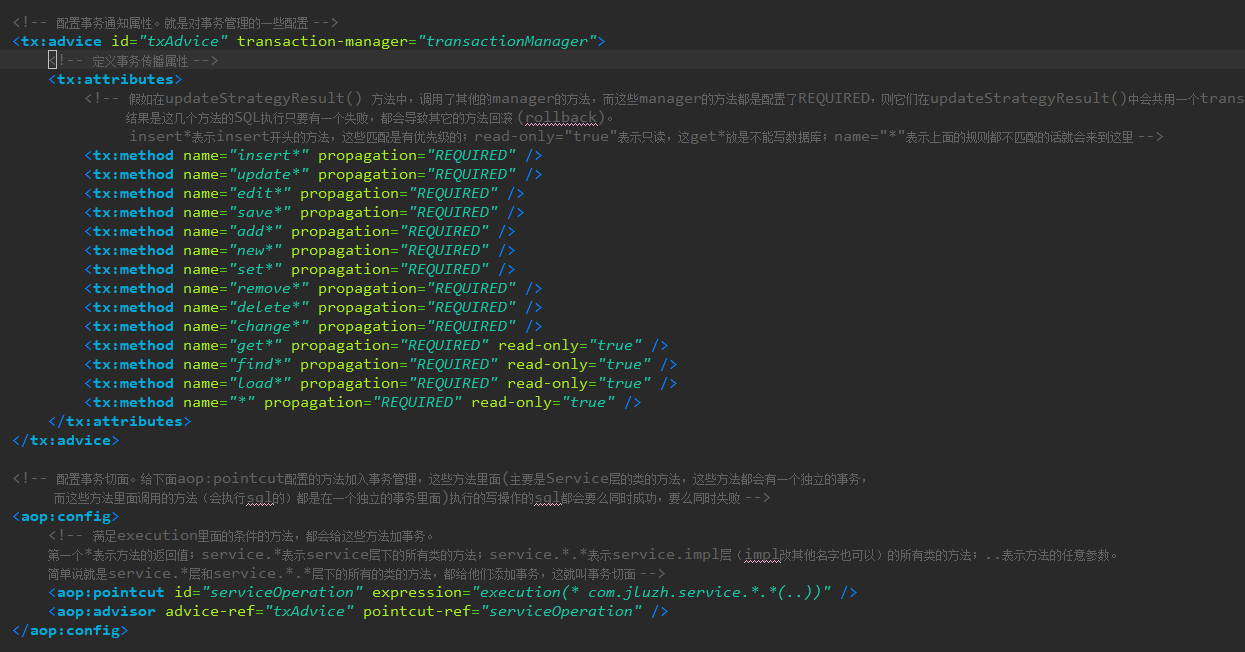 <!-- 配置事务通知属性。就是对事务管理的一些配置 -->
<tx:advice id="txAdvice" transaction-manager="transactionManager">
<!-- 定义事务传播属性 -->
<tx:attributes>
<!-- 假如在updateStrategyResult() 方法中，调用了其他的manager的方法，而这些manager的方法都是配置了REQUIRED，则它们在updateStrategyResult()中会共用一个trans
结果是这几个方法的SQL执行只要有一个失败，都会导致其它的方法回滚（rollback）。
insert*表示insert开头的方法，这些匹配是有优先级的；read-only="true"表示只读，这get*放是不能写数据库；name="*"表示上面的规则都不匹配的话就会来到这里 -->
<tx:method name="insert*" propagation="REQUIRED" />
<tx:method name="update*" propagation="REQUIRED" />
<tx:method name="edit*" propagation="REQUIRED" />
<tx:method name="save*" propagation="REQUIRED" />
<tx:method name="add*" propagation="REQUIRED" />
<tx:method name="new*" propagation="REQUIRED" />
<tx:method name="set*" propagation="REQUIRED" />
<tx:method name="remove*" propagation="REQUIRED" />
<tx:method name="delete*" propagation="REQUIRED" />
<tx:method name="change*" propagation="REQUIRED" />
<tx:method name="get*" propagation="REQUIRED" read-only="true" />
<tx:method name="find*" propagation="REQUIRED" read-only="true" />
<tx:method name="load*" propagation="REQUIRED" read-only="true" />
<tx:method name="*" propagation="REQUIRED" read-only="true" />
</tx:attributes>
</tx:advice>
<!-- 配置事务切面。给下面aop:pointcut配置的方法加入事务管理，这些方法里面(主要是Service层的类的方法，这些方法都会有一个独立的事务，
而这些方法里面调用的方法（会执行sql的）都是在一个独立的事务里面)执行的写操作的sql都会要么同时成功，要么同时失败 -->
<aop:config>
<!-- 满足execution里面的条件的方法，都会给这些方法加事务。
第一个*表示方法的返回值；service.*表示service层下的所有类的方法；service.*.*表示service.impl层（impl改其他名字也可以）的所有类的方法；..表示方法的任意参数。
简单说就是service.*层和service.*.*层下的所有的类的方法，都给他们添加事务，这就叫事务切面 -->
<aop:pointcut id="serviceOperation" expression="execution(* com.jluzh.service.*.*(..))" />
<aop:advisor advice-ref="txAdvice" pointcut-ref="serviceOperation" />
</aop:config>